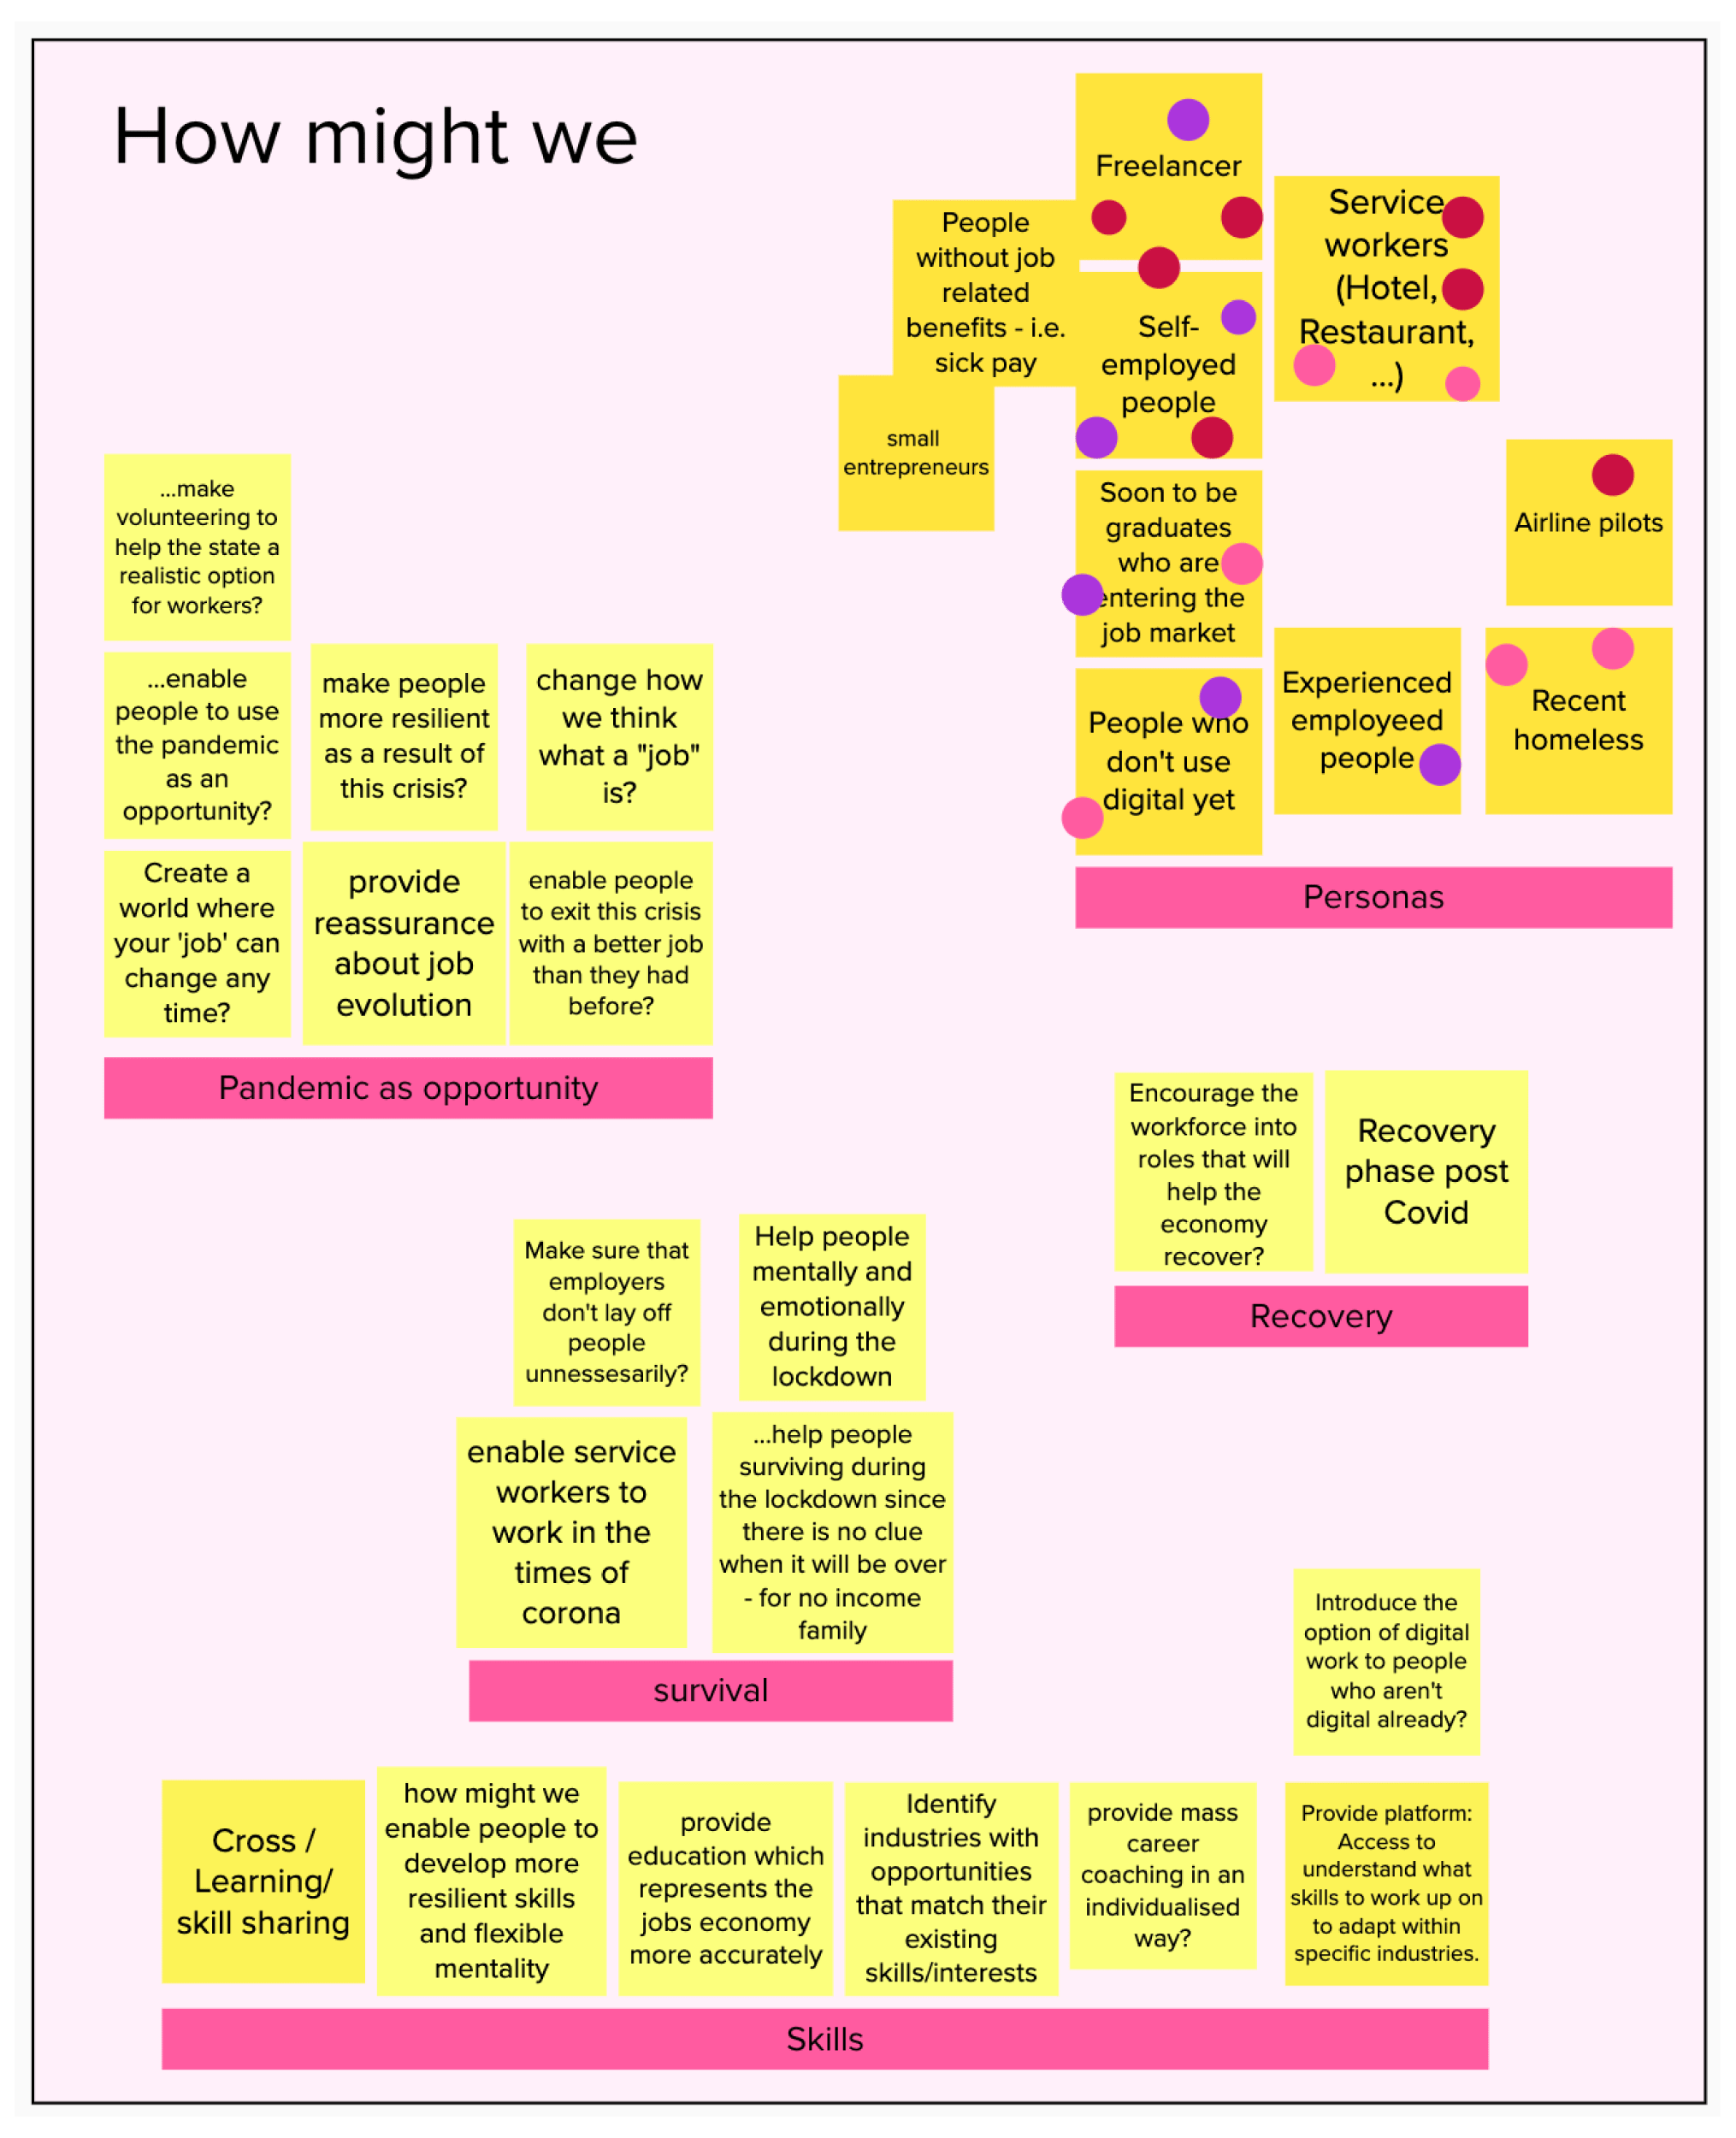 How might we
Freelancer
People
without job
related
benefits - i.e.
sick pay
Service
workers
(Hotel,
Restaurant,
...)
Self-
employed
people
small
entrepreneurs
Soon to be
graduates
who are
entering the
job market
Airline pilots
People who
don't use
digital yet
Experienced
employeed
people
Recent
homeless
Personas
...make
volunteering to
help the state a
realistic option
for workers?
...enable
people to use
the pandemic
as an
opportunity?
make people
more resilient
as a result of
this crisis?
change how
we think
what a "job"
is?
Create a
world where
your 'job' can
change any
time?
provide
reassurance
about job
evolution
enable people
to exit this crisis
with a better job
than they had
before?
Pandemic as opportunity
Encourage the
workforce into
roles that will
help the
economy
recover?
Recovery
phase post
Covid
Recovery
Make sure that
employers
don't lay off
people
unnessesarily?
Help people
mentally and
emotionally
during the
lockdown
enable service
workers to
work in the
times of
corona
...help people
surviving during
the lockdown since
there is no clue
when it will be over
- for no income
family
survival
Introduce the
option of digital
work to people
who aren't
digital already?
Cross /
Learning/
skill sharing
how might we
enable people to
develop more
resilient skills
and flexible
mentality
provide
education which
represents the
jobs economy
more accurately
Identify
industries with
opportunities
that match their
existing
skills/interests
provide mass
career
coaching in an
individualised
way?
Provide platform:
Access to
understand what
skills to work up on
to adapt within
specific industries.
Skills